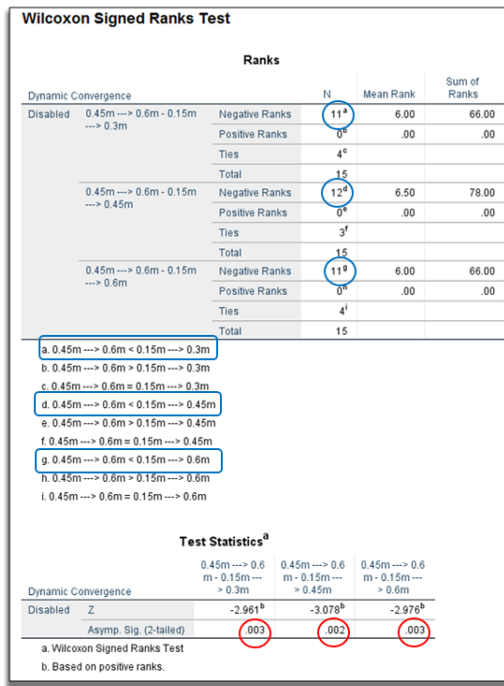 Wilcoxon Signed Ranks Test
Ranks
Dynamic Convergence N Mean Rank Sum of Ranks
Disabled 0.45m ---> 0.6m - 0.15m ---> 0.3m Negative Ranks 11a 6.00 66.00
Positive Ranks 0b .00 .00
Ties 4c
Total 15
0.45m ---> 0.6m - 0.15m ---> 0.45m Negative Ranks 12d 6.50 78.00
Positive Ranks 0e .00 .00
Ties 3f
Total 15
0.45m ---> 0.6m - 0.15m ---> 0.6m Negative Ranks 11g 6.00 66.00
Positive Ranks 0h .00 .00
Ties 4i
Total 15
a. 0.45m ---> 0.6m < 0.15m ---> 0.3m
b. 0.45m ---> 0.6m > 0.15m ---> 0.3m
c. 0.45m ---> 0.6m = 0.15m ---> 0.3m
d. 0.45m ---> 0.6m < 0.15m ---> 0.45m
e. 0.45m ---> 0.6m > 0.15m ---> 0.45m
f. 0.45m ---> 0.6m = 0.15m ---> 0.45m
g. 0.45m ---> 0.6m < 0.15m ---> 0.6m
h. 0.45m ---> 0.6m > 0.15m ---> 0.6m
i. 0.45m ---> 0.6m = 0.15m ---> 0.6m
Test Statisticsa
0.45m ---> 0.6 0.45m ---> 0.6 0.45m ---> 0.6
m - 0.15m --- m - 0.15m --- m - 0.15m ---
Dynamic Convergence > 0.3m > 0.45m > 0.6m
Disabled Z -2.961b -3.078b -2.976b
Asymp. Sig. (2-tailed) .003 .002 .003
a. Wilcoxon Signed Ranks Test
b. Based on positive ranks.